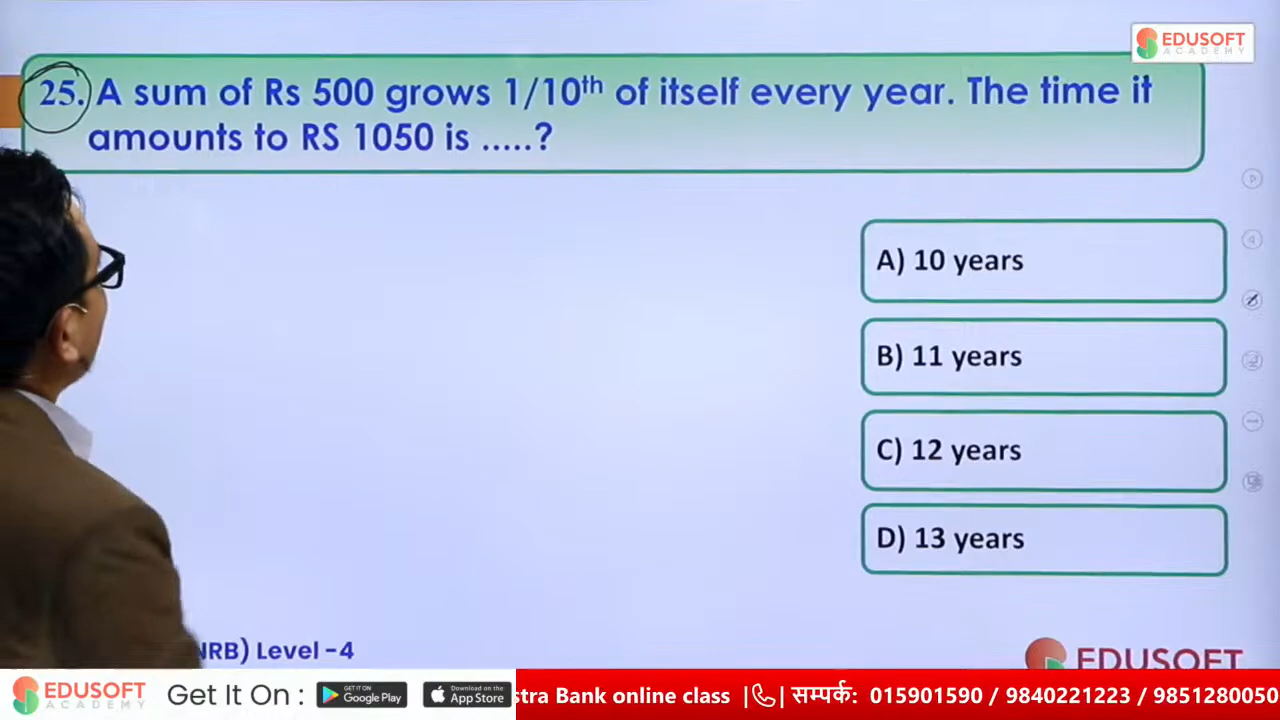 EDUSOFT
ACADEMY
25. A sum of Rs 500 grows 1/10th of itself every year. The time it
amounts to RS 1050 is .....?
A) 10 years
B) 11 years
C) 12 years
D) 13 years
NRB) Level -4
EDUSOFT
EDUSOFT
ACADEMY
Get It On :
GET IT ON
Google Play
Download on the
App Store
stra Bank online class |
| सम्पर्क: 015901590 / 9840221223 / 9851280050